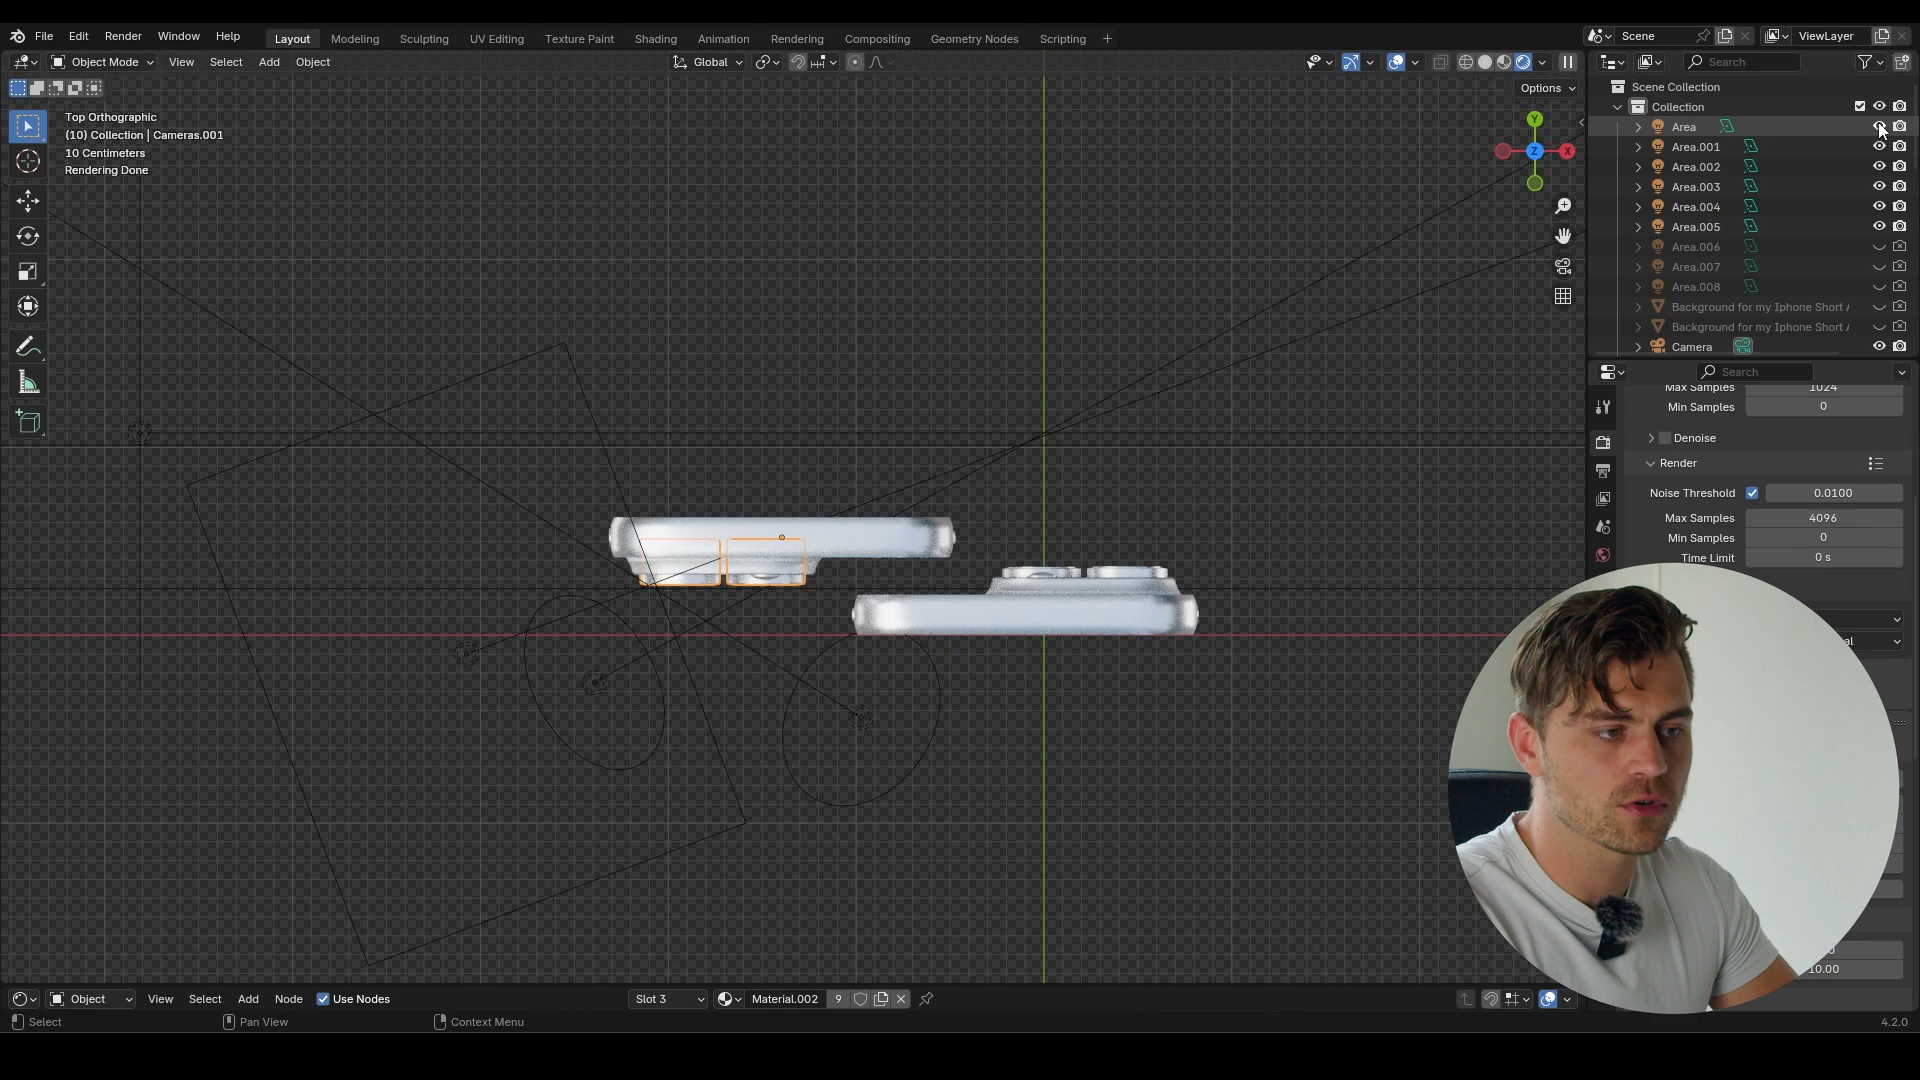 File Edit Render Window Help
Layout Modeling Sculpting UV Editing Texture Paint Shading Animation Rendering Compositing Geometry Nodes Scripting +
Scene
ViewLayer
Object Mode View Select Add Object
Global
Search
Options
Top Orthographic
(10) Collection | Cameras.001
10 Centimeters
Rendering Done
Y
Z
X
Scene Collection
Collection
Area
Area.001
Area.002
Area.003
Area.004
Area.005
Area.006
Area.007
Area.008
Background for my Iphone Short
Background for my Iphone Short
Camera
Search
Max Samples 1024
Min Samples 0
Denoise
Render
Noise Threshold 0.0100
Max Samples 4096
Min Samples 0
Time Limit 0 s
al
10.00
Object View Select Add Node Use Nodes
Slot 3
Material.002 9
Select Pan View Context Menu
4.2.0